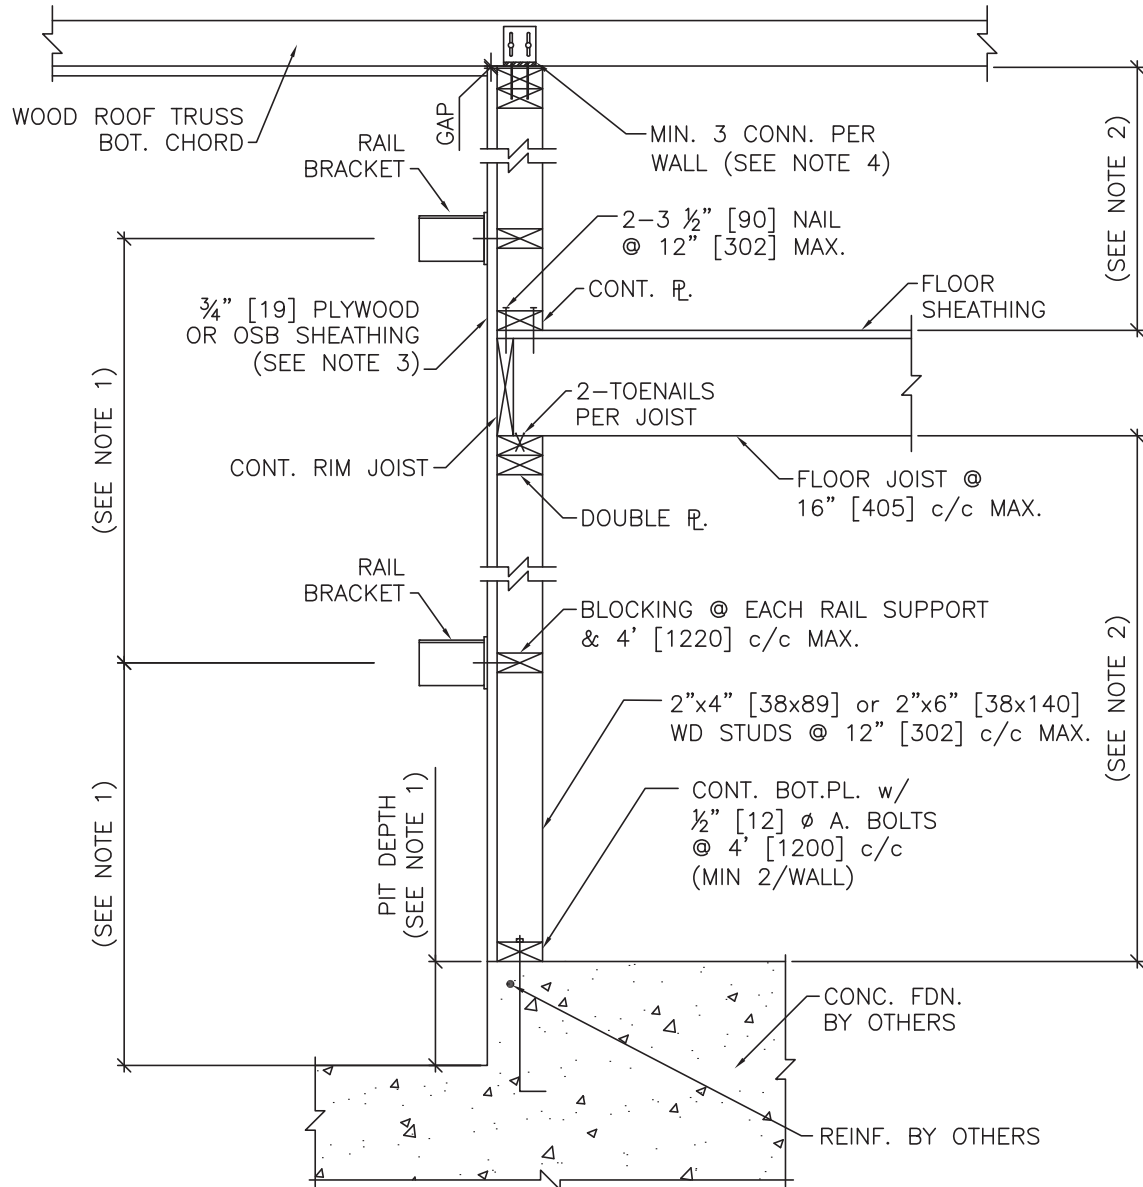 WOOD ROOF TRUSS
BOT. CHORD
GAP
RAIL
BRACKET
MIN. 3 CONN. PER
WALL (SEE NOTE 4)
(SEE NOTE 2)
2-3 ½" [90] NAIL
@ 12" [302] MAX.
CONT. PL.
FLOOR
SHEATHING
¾" [19] PLYWOOD
OR OSB SHEATHING
(SEE NOTE 3)
(SEE NOTE 1)
2-TOENAILS
PER JOIST
CONT. RIM JOIST
FLOOR JOIST @
16" [405] c/c MAX.
DOUBLE PL.
RAIL
BRACKET
BLOCKING @ EACH RAIL SUPPORT
& 4' [1220] c/c MAX.
(SEE NOTE 2)
2"x4" [38x89] or 2"x6" [38x140]
WD STUDS @ 12" [302] c/c MAX.
(SEE NOTE 1)
PIT DEPTH
(SEE NOTE 1)
CONT. BOT.PL. w/
½" [12] ø A. BOLTS
@ 4' [1200] c/c
(MIN 2/WALL)
CONC. FDN.
BY OTHERS
REINF. BY OTHERS